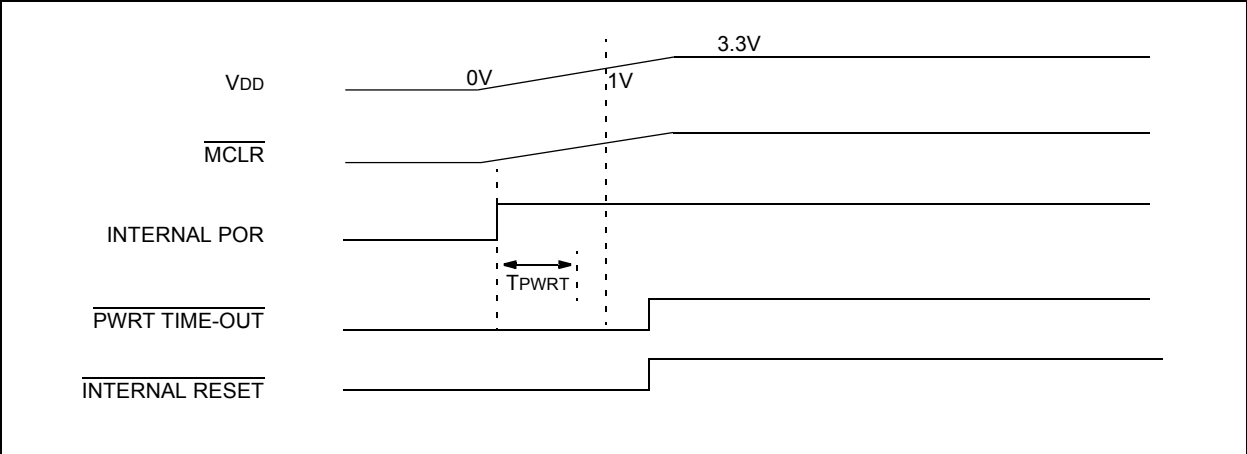 3.3V
0V
1V
VDD
MCLR
INTERNAL POR
TPWRT
PWRT TIME-OUT
INTERNAL RESET